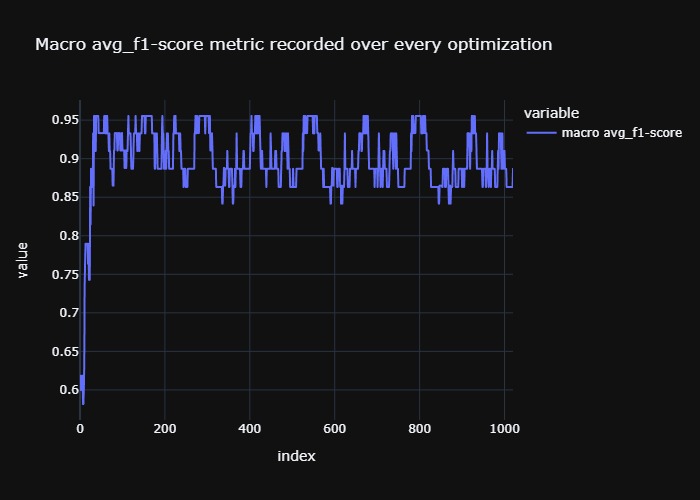 Macro avg_f1-score metric recorded over every optimization
variable
macro avg_f1-score
value
0.95
0.9
0.85
0.8
0.75
0.7
0.65
0.6
0
200
400
600
800
1000
index